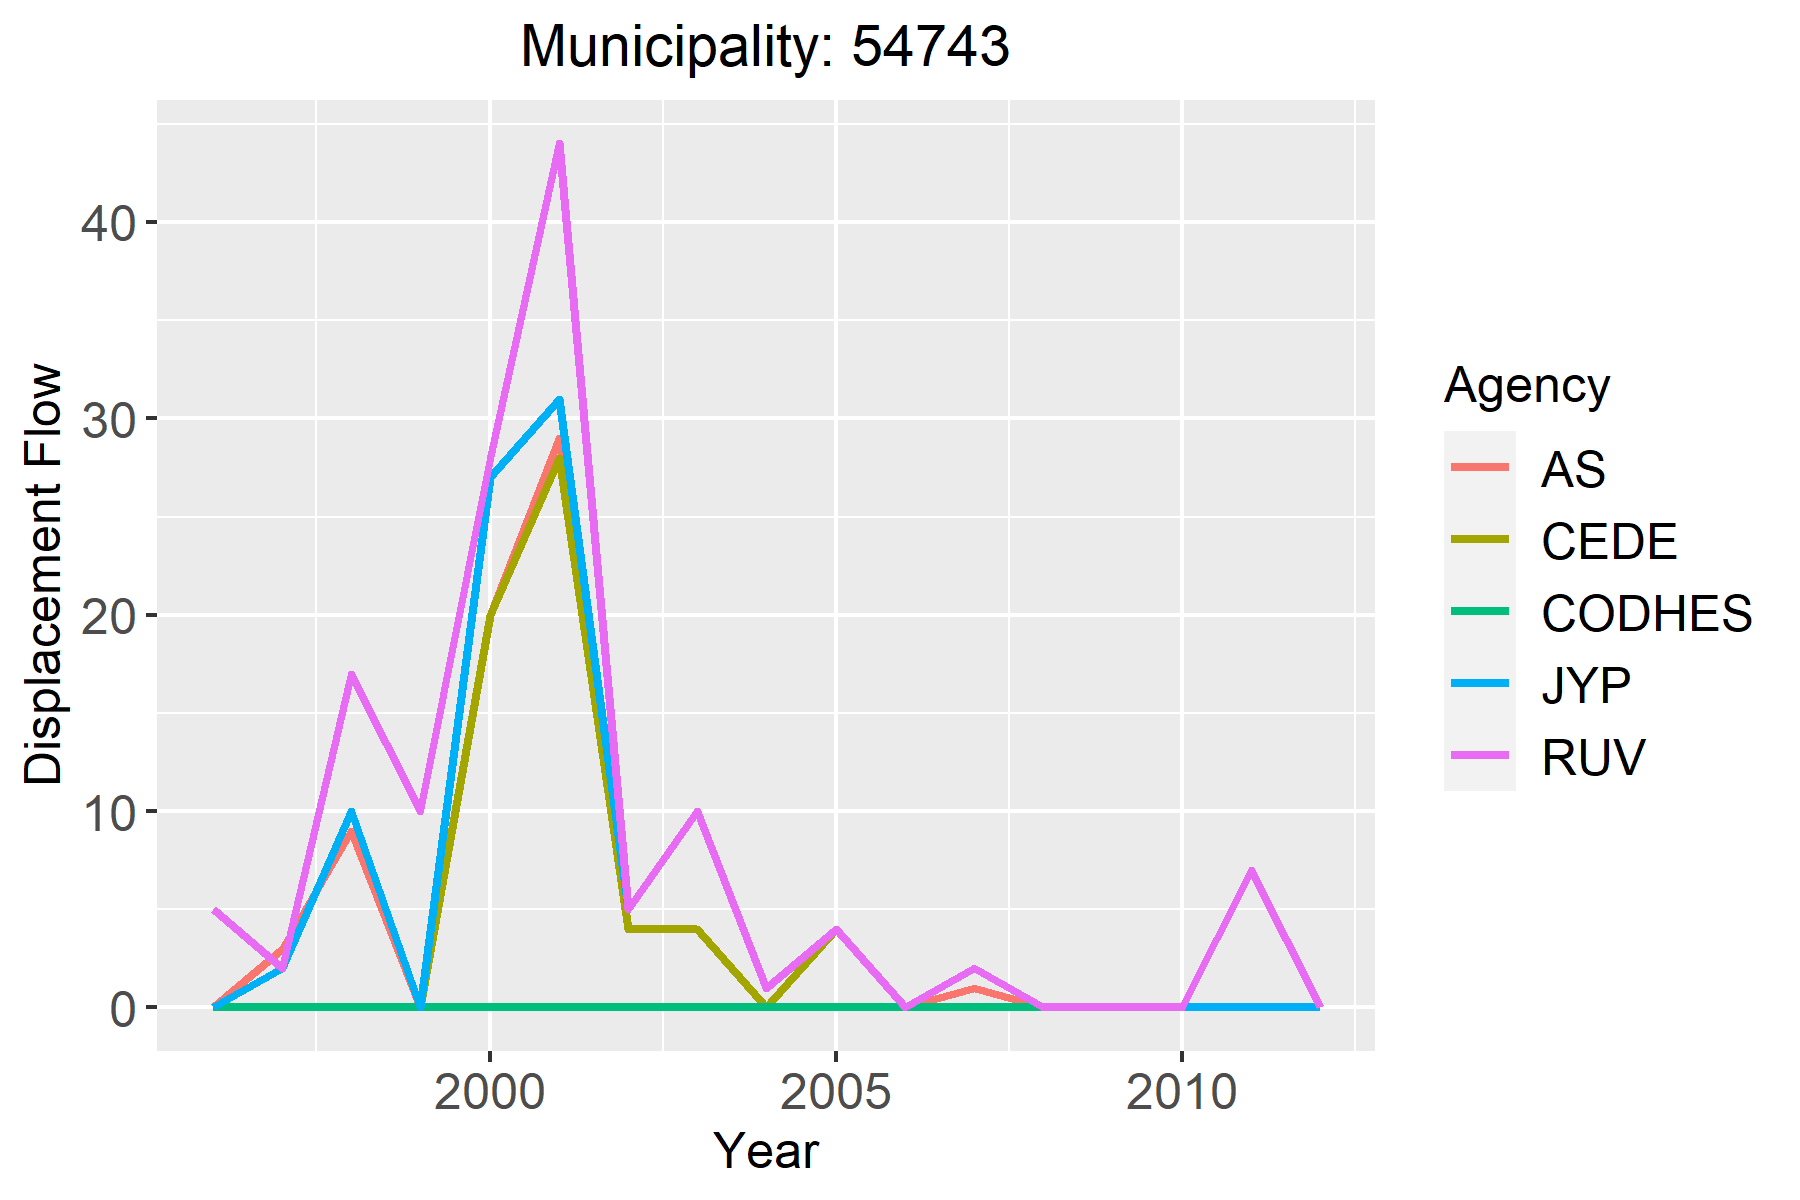 Municipality: 54743
Displacement Flow
40
30
20
10
0
2000 2005 2010
Year
Agency
AS
CEDE
CODHES
JYP
RUV